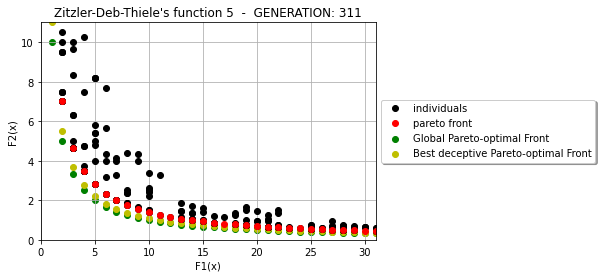 Zitzler-Deb-Thiele's function 5 - GENERATION: 311
10
8
6
4
2
0
F2(x)
0
5
10
15
20
25
30
F1(x)
individuals
pareto front
Global Pareto-optimal Front
Best deceptive Pareto-optimal Front